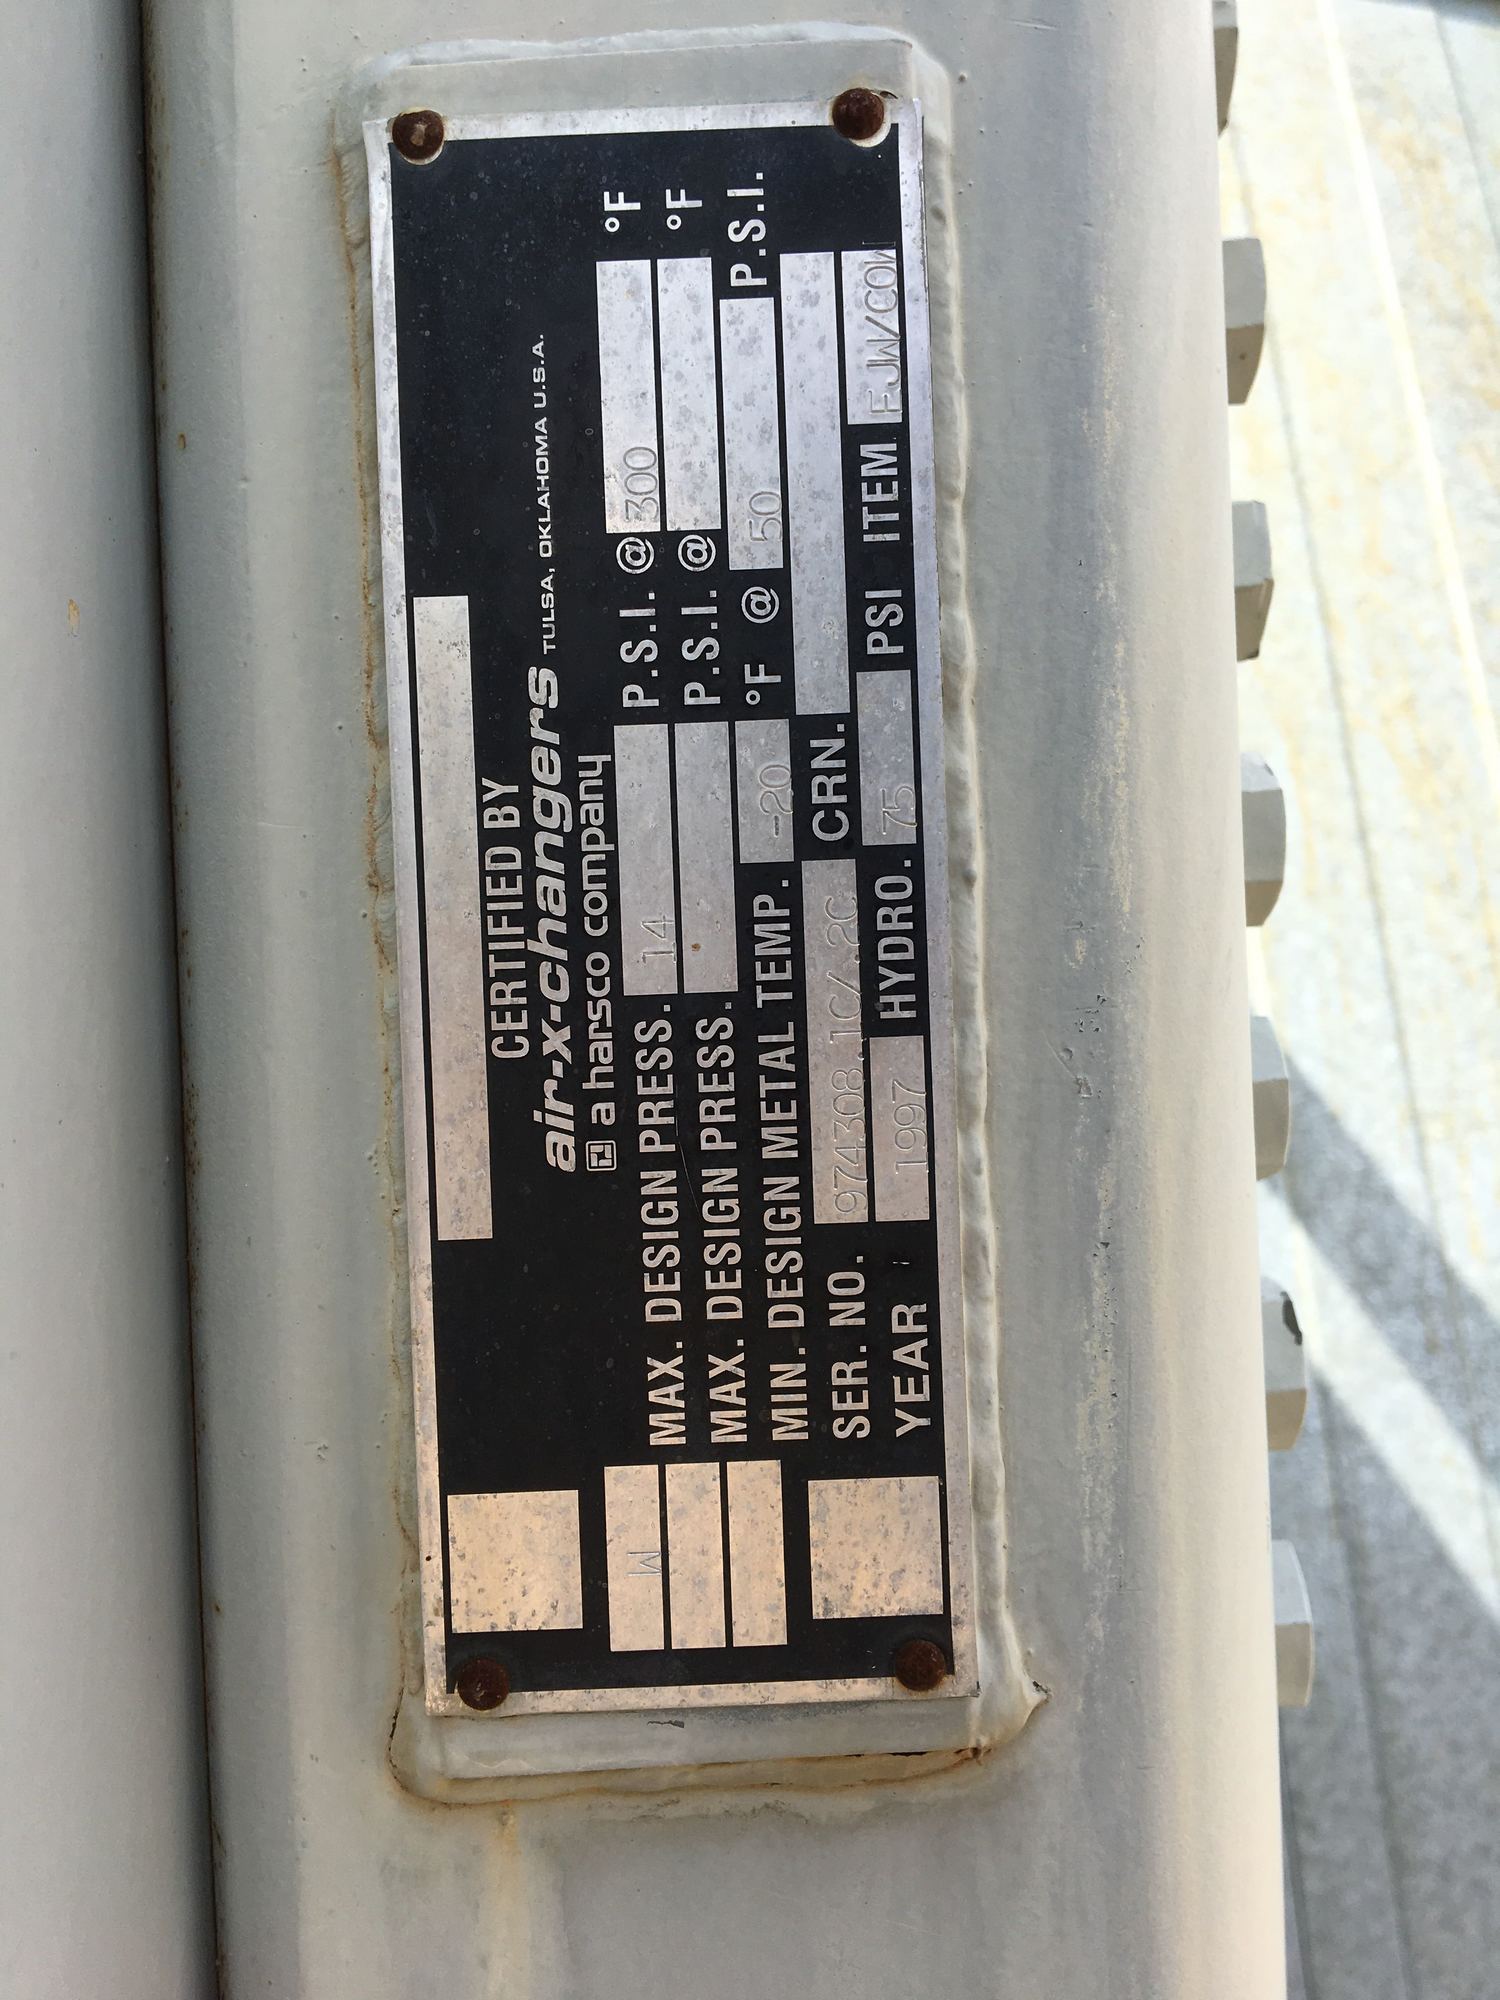 CERTIFIED BY
air-x-changers TULSA, OKLAHOMA U.S.A.
a harsco company
M MAX. DESIGN PRESS. 14 P.S.I. @ 300 °F
MAX. DESIGN PRESS. P.S.I. @ °F
MIN. DESIGN METAL TEMP. -20 °F @ 50 P.S.I.
SER. NO. 974308.1C/.2C CRN.
YEAR 1997 HYDRO. 75 PSI ITEM EJW/COW